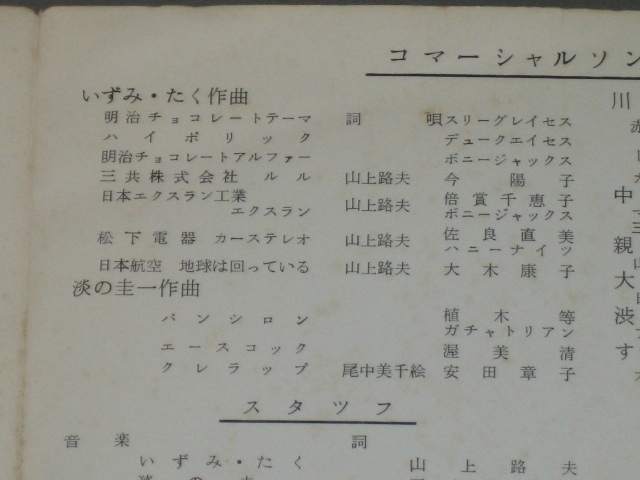 コマーシャルソン
いずみ・たく作曲
明治チョコレートテーマ 詞 唄 スリーグレイセス
ハイボリック デュークエイセス
明治チョコレートアルファー ボニージャックス
三共株式会社 ルル 山上路夫 今陽子
日本エクスラン工業
エクスラン 山上路夫 倍賞千恵子
ボニージャックス
松下電器 カーステレオ 山上路夫 佐良直美
ハニーナイツ
日本航空 地球は回っている 山上路夫 大木康子
淡の圭一作曲
パンシロン 植木等
ガチャトリアン
エースコック 渥美清
クレラップ 尾中美千絵 安田章子
スタッフ
音楽 詞
いずみ・たく 山上路夫
川
中
親
大
渋
す